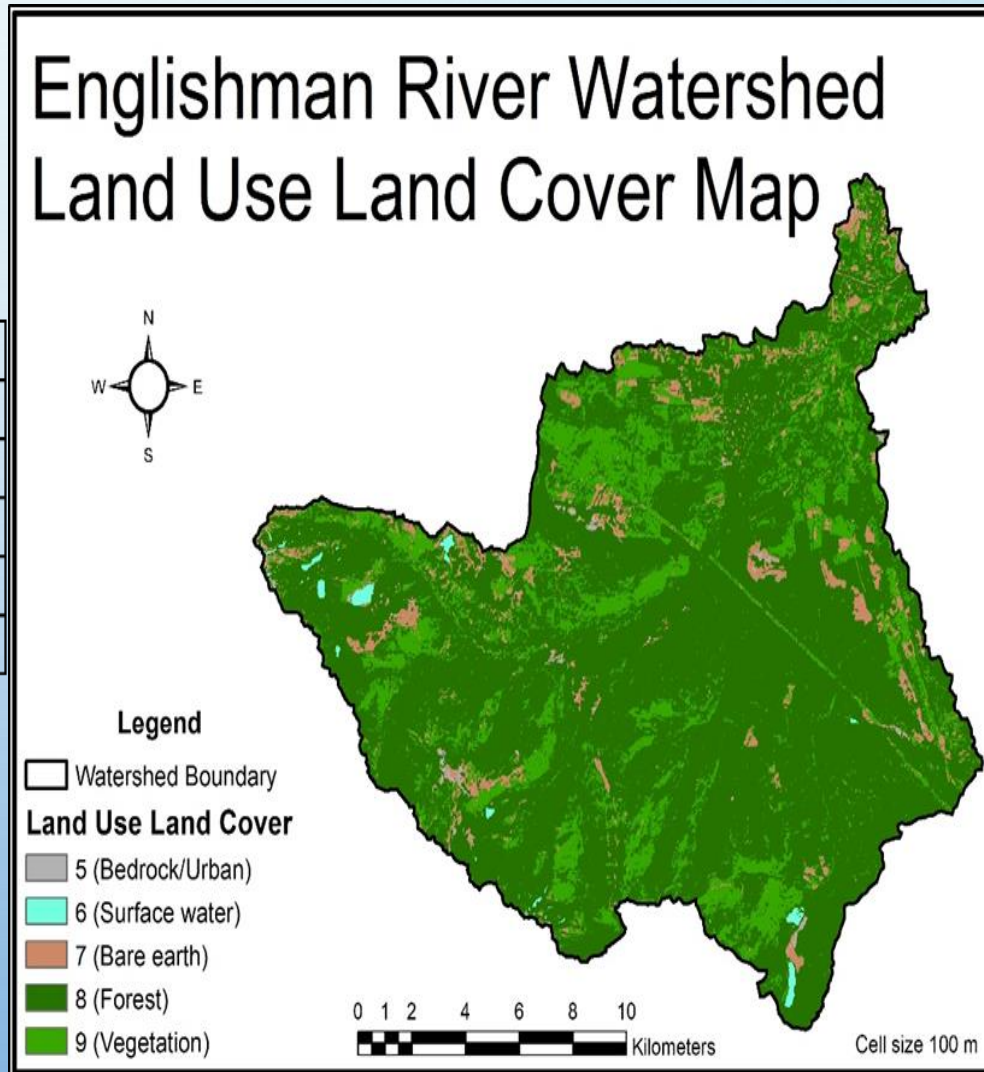 Englishman River Watershed
Land Use Land Cover Map
N
W E
S
Legend
Watershed Boundary
Land Use Land Cover
5 (Bedrock/Urban)
6 (Surface water)
7 (Bare earth)
8 (Forest)
9 (Vegetation)
0 1 2 4 6 8 10
Kilometers
Cell size 100 m